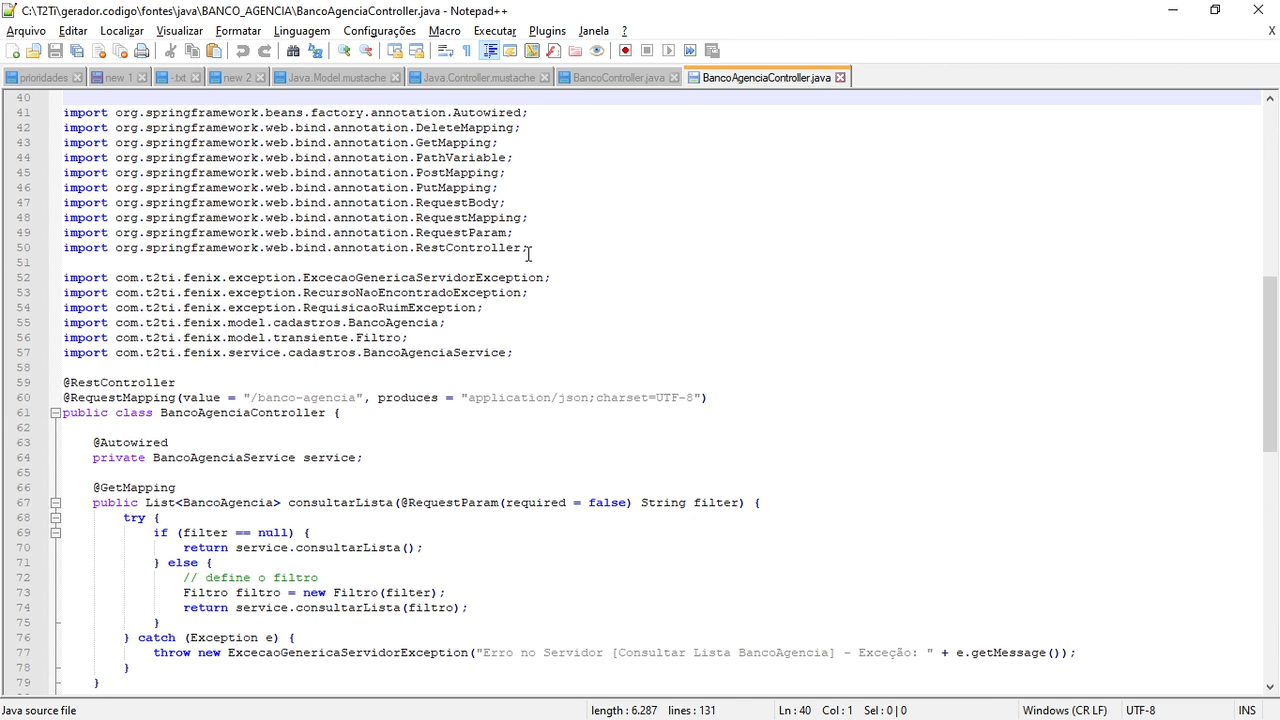 C:\T2Ti\gerador.codigo\fontes\java\BANCO_AGENCIA\BancoAgenciaController.java - Notepad++
Arquivo Editar Localizar Visualizar Formatar Linguagem Configurações Macro Executar Plugins Janela ? X
prioridades new 1 -.txt new 2 Java.Model.mustache Java.Controller.mustache BancoController.java BancoAgenciaController.java
40
41 import org.springframework.beans.factory.annotation.Autowired;
42 import org.springframework.web.bind.annotation.DeleteMapping;
43 import org.springframework.web.bind.annotation.GetMapping;
44 import org.springframework.web.bind.annotation.PathVariable;
45 import org.springframework.web.bind.annotation.PostMapping;
46 import org.springframework.web.bind.annotation.PutMapping;
47 import org.springframework.web.bind.annotation.RequestBody;
48 import org.springframework.web.bind.annotation.RequestMapping;
49 import org.springframework.web.bind.annotation.RequestParam;
50 import org.springframework.web.bind.annotation.RestController;
51
52 import com.t2ti.fenix.exception.ExcecaoGenericaServidorException;
53 import com.t2ti.fenix.exception.RecursoNaoEncontradoException;
54 import com.t2ti.fenix.exception.RequisicaoRuimException;
55 import com.t2ti.fenix.model.cadastros.BancoAgencia;
56 import com.t2ti.fenix.model.transiente.Filtro;
57 import com.t2ti.fenix.service.cadastros.BancoAgenciaService;
58
59 @RestController
60 @RequestMapping(value = "/banco-agencia", produces = "application/json;charset=UTF-8")
61 public class BancoAgenciaController {
62
63 @Autowired
64 private BancoAgenciaService service;
65
66 @GetMapping
67 public List<BancoAgencia> consultarLista(@RequestParam(required = false) String filter) {
68 try {
69 if (filter == null) {
70 return service.consultarLista();
71 } else {
72 // define o filtro
73 Filtro filtro = new Filtro(filter);
74 return service.consultarLista(filtro);
75 }
76 } catch (Exception e) {
77 throw new ExcecaoGenericaServidorException("Erro no Servidor [Consultar Lista BancoAgencia] - Exceção: " + e.getMessage());
78 }
79 }
Java source file length : 6.287 lines : 131 Ln : 40 Col : 1 Sel : 0 | 0 Windows (CR LF) UTF-8 INS